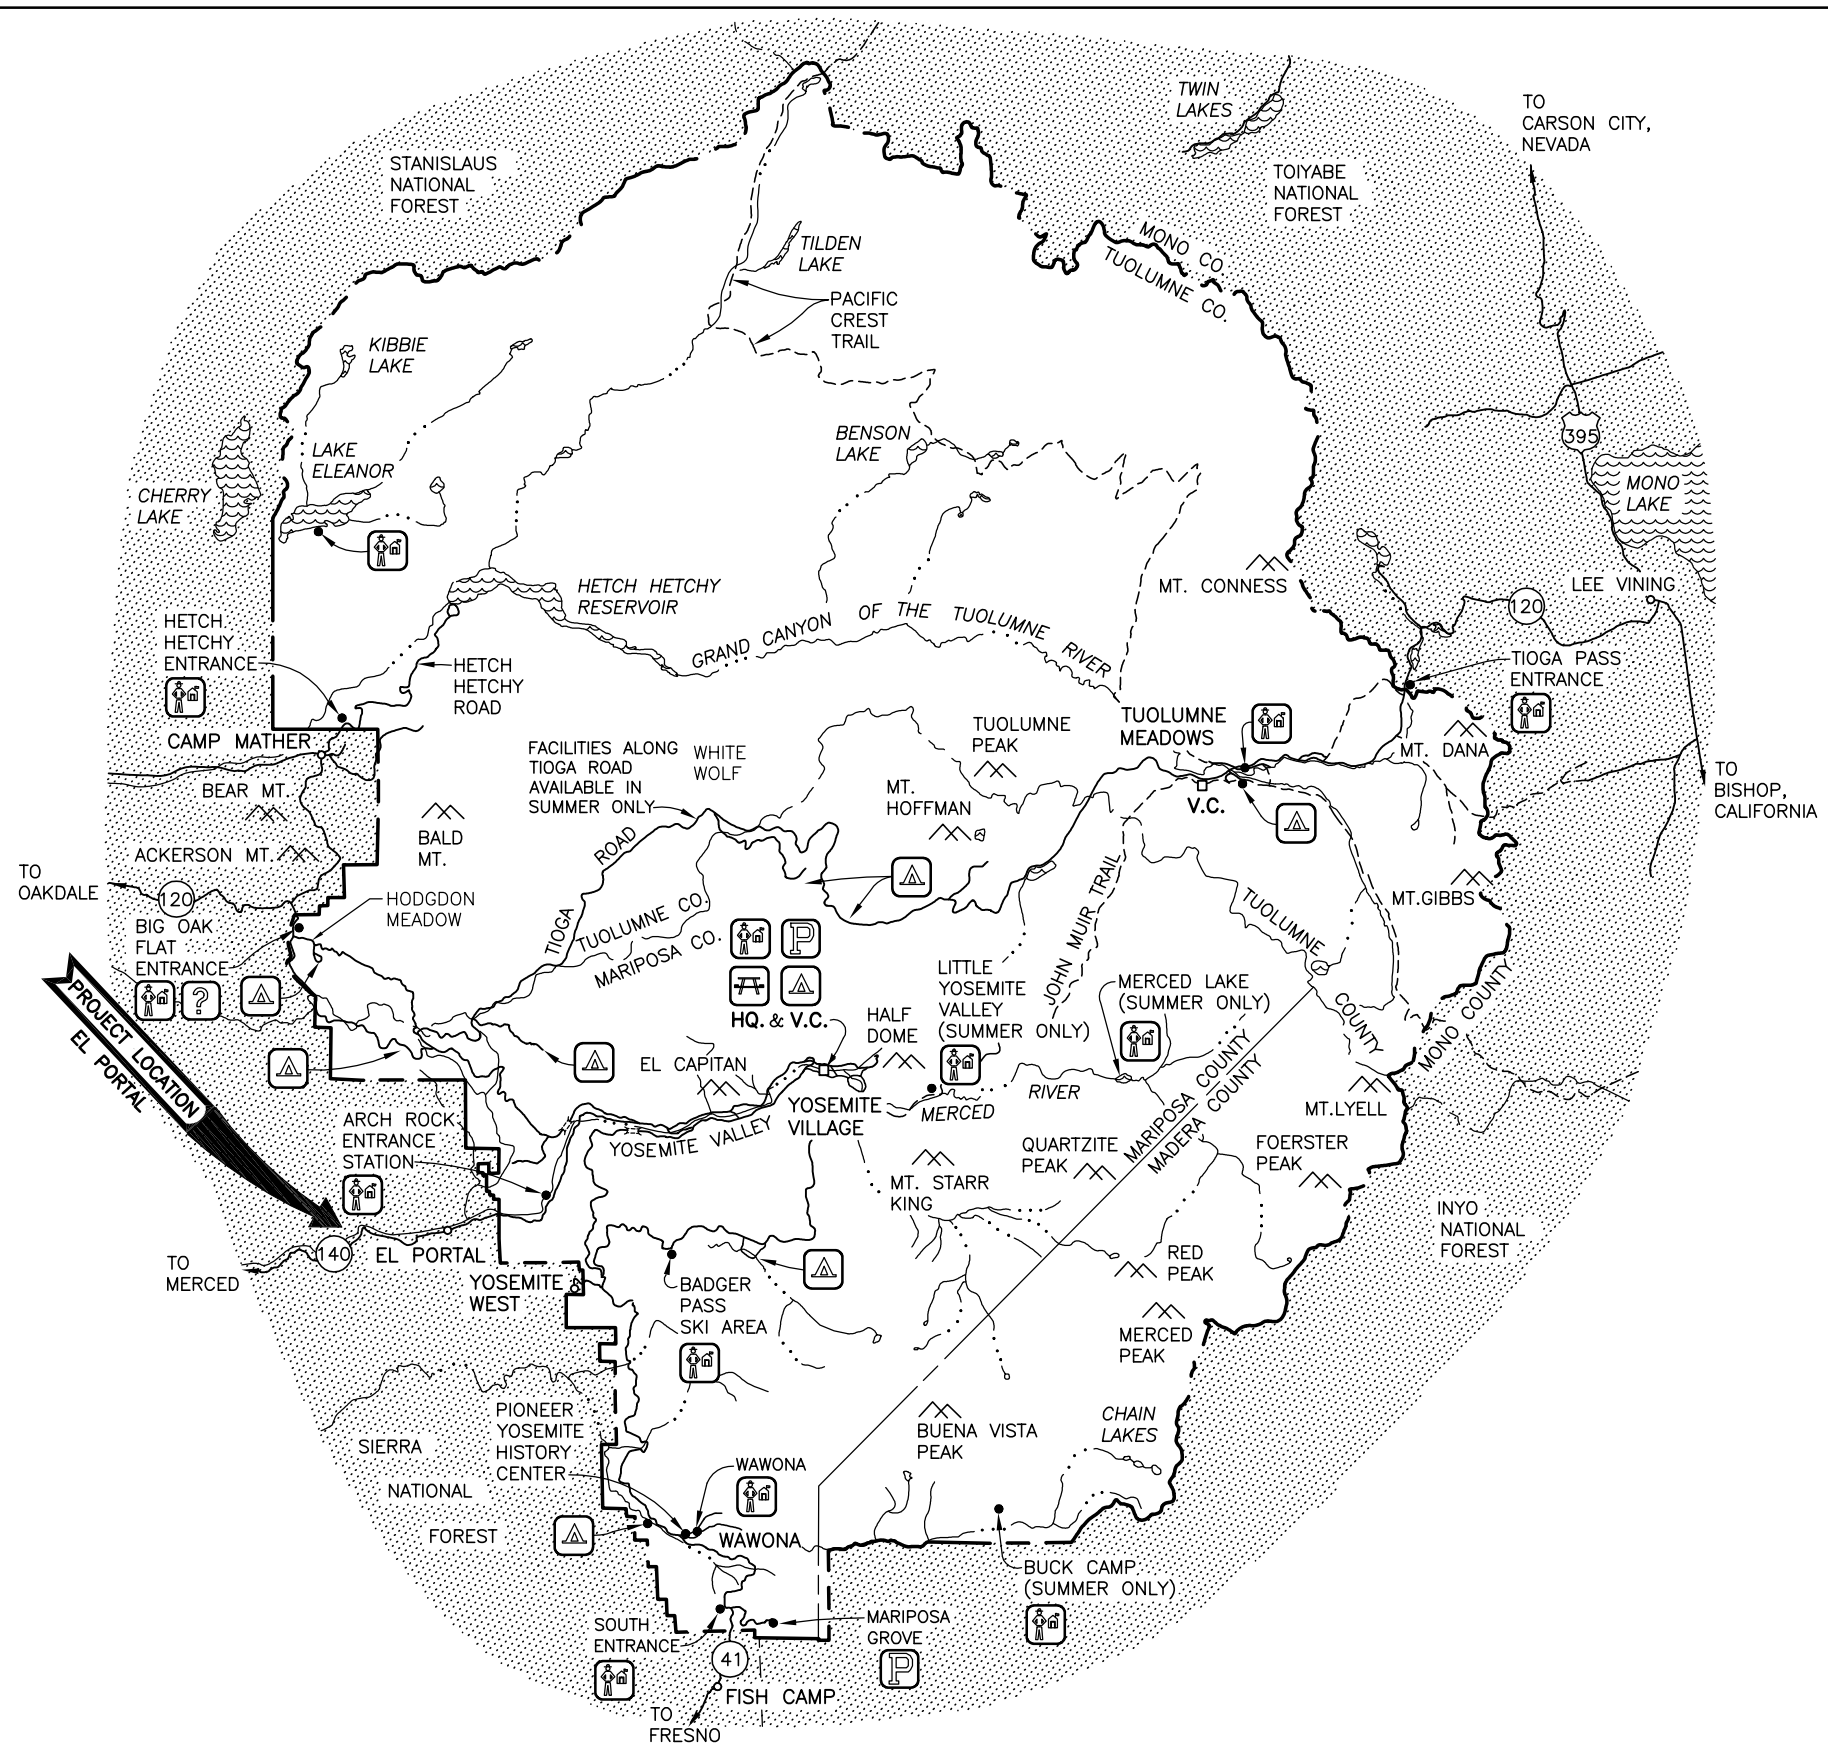 TWIN
LAKES
TO
CARSON CITY,
NEVADA
STANISLAUS
NATIONAL
FOREST
TOIYABE
NATIONAL
FOREST
MONO CO.
TUOLUMNE CO.
TILDEN
LAKE
PACIFIC
CREST
TRAIL
KIBBIE
LAKE
LAKE
ELEANOR
BENSON
LAKE
395
CHERRY
LAKE
MONO
LAKE
HETCH HETCHY
RESERVOIR
MT. CONNESS
LEE VINING
120
GRAND CANYON OF THE TUOLUMNE RIVER
HETCH
HETCHY
ENTRANCE
HETCH
HETCHY
ROAD
TIOGA PASS
ENTRANCE
CAMP MATHER
TUOLUMNE
PEAK
TUOLUMNE
MEADOWS
MT. DANA
FACILITIES ALONG
TIOGA ROAD
AVAILABLE IN
SUMMER ONLY
WHITE
WOLF
TO
BISHOP,
CALIFORNIA
BEAR MT.
MT.
HOFFMAN
V.C.
BALD
MT.
ACKERSON MT.
ROAD
TIOGA
TO
OAKDALE
120
HODGDON
MEADOW
TUOLUMNE CO.
MARIPOSA CO.
JOHN MUIR TRAIL
MT.GIBBS
TUOLUMNE
COUNTY
MONO COUNTY
BIG OAK
FLAT
ENTRANCE
?
P
HQ. & V.C.
LITTLE
YOSEMITE
VALLEY
(SUMMER ONLY)
MERCED LAKE
(SUMMER ONLY)
HALF
DOME
PROJECT LOCATION
EL PORTAL
EL CAPITAN
YOSEMITE
VILLAGE
MERCED
RIVER
MARIPOSA COUNTY
MADERA COUNTY
MT.LYELL
ARCH ROCK
ENTRANCE
STATION
YOSEMITE VALLEY
QUARTZITE
PEAK
FOERSTER
PEAK
MT. STARR
KING
INYO
NATIONAL
FOREST
TO
MERCED
140
EL PORTAL
YOSEMITE
WEST
RED
PEAK
BADGER
PASS
SKI AREA
MERCED
PEAK
PIONEER
YOSEMITE
HISTORY
CENTER
BUENA VISTA
PEAK
CHAIN
LAKES
SIERRA
NATIONAL
FOREST
WAWONA
WAWONA
BUCK CAMP
(SUMMER ONLY)
SOUTH
ENTRANCE
MARIPOSA
GROVE
P
41
FISH CAMP
TO
FRESNO